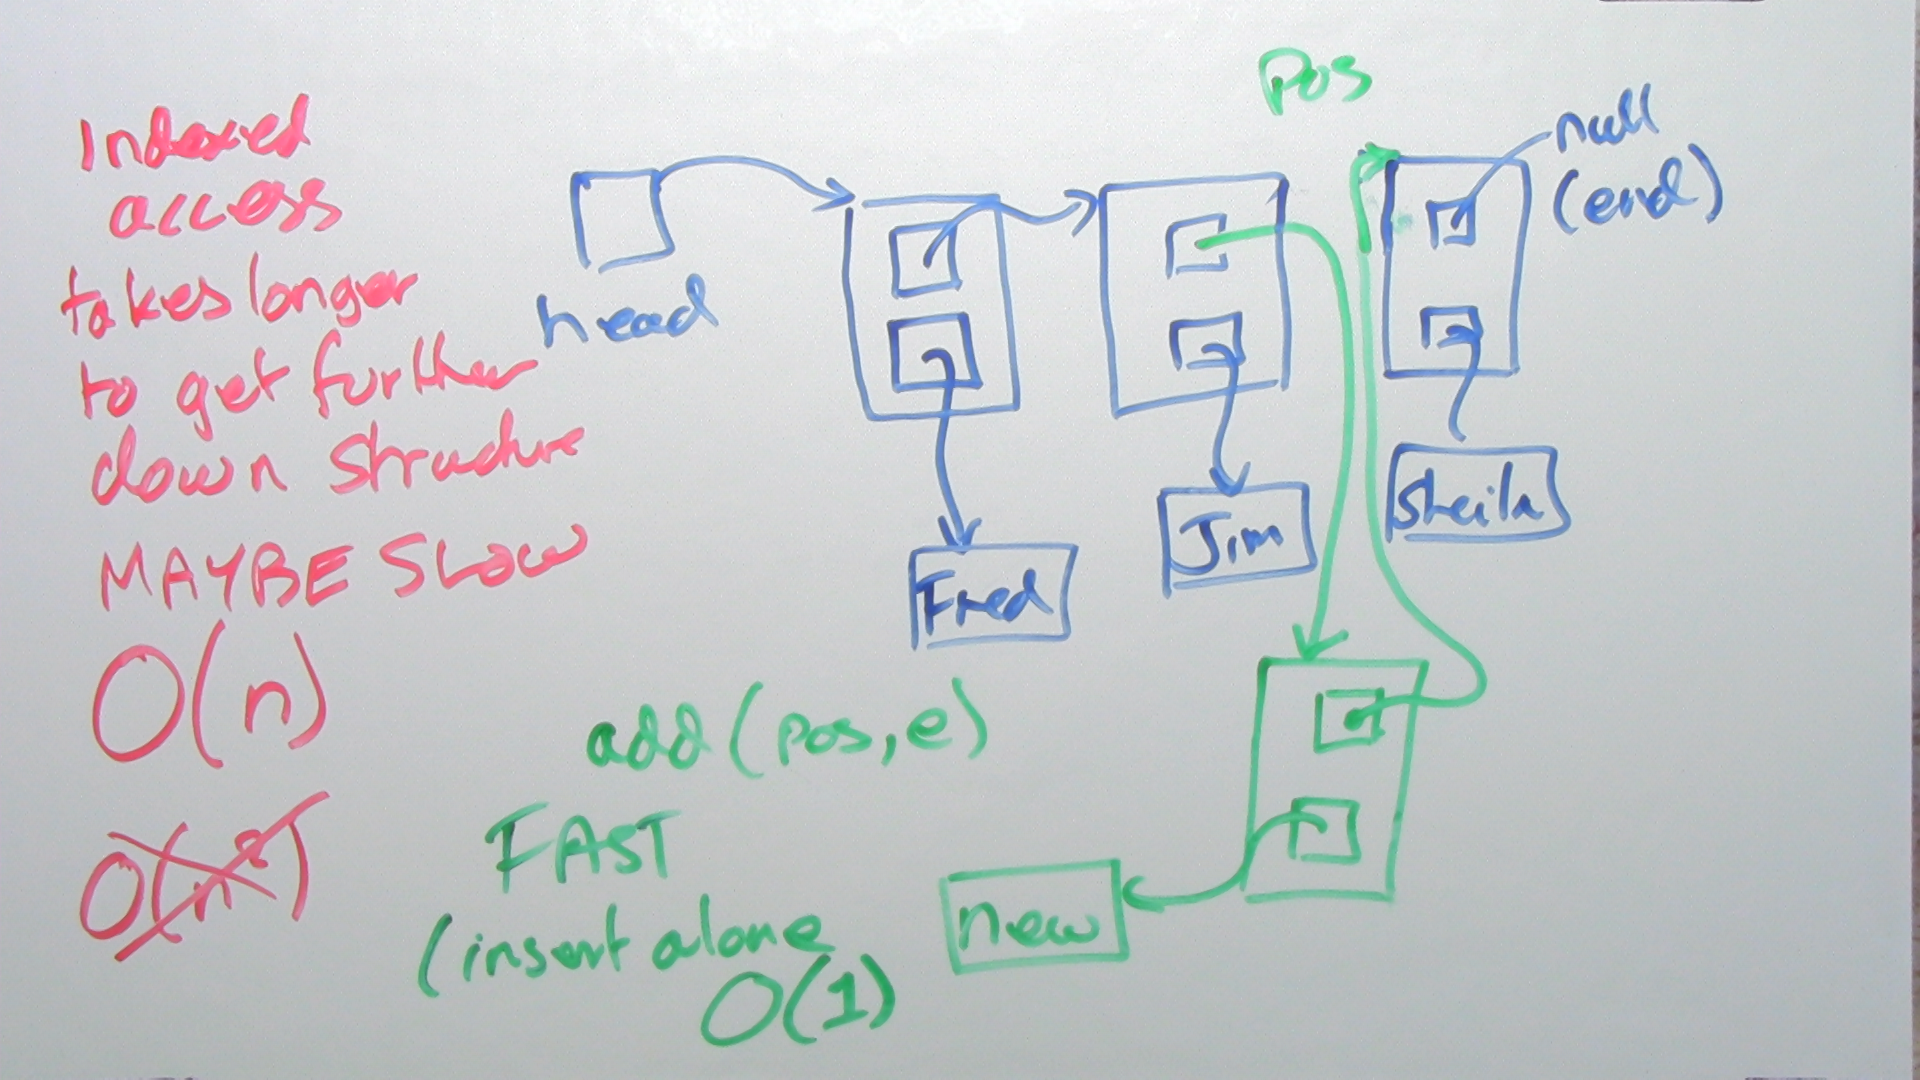 Indexed
access
takes longer
to get further
down structure
MAYBE SLOW
O(n)
O(n²)
head
pos
null
(end)
Fred
Jim
Sheila
add(pos,e)
FAST
(insert alone
O(1)
new